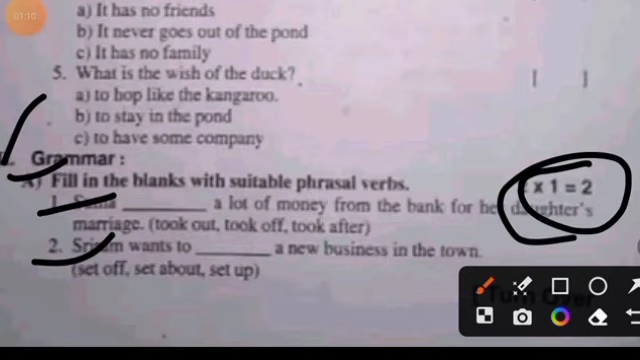 01:10
a) It has no friends
b) It never goes out of the pond
c) It has no family
5. What is the wish of the duck? [ ]
a) to hop like the kangaroo.
b) to stay in the pond
c) to have some company
Grammar :
A) Fill in the blanks with suitable phrasal verbs. x 1 = 2
1. ________ a lot of money from the bank for her daughter's
marriage. (took out, took off, took after)
2. Sriram wants to _______ a new business in the town.
(set off, set about, set up)
Turn Over